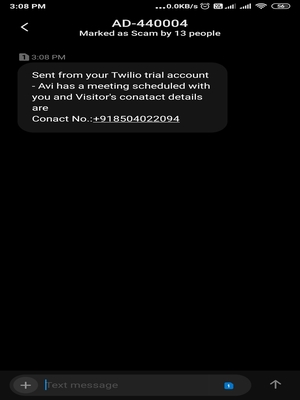 3:08 PM
...0.0KB/s
56
AD-440004
Marked as Scam by 13 people
1 3:08 PM
Sent from your Twilio trial account
- Avi has a meeting scheduled with
you and Visitor's conatact details
are
Conact No.:+918504022094
Text message
1